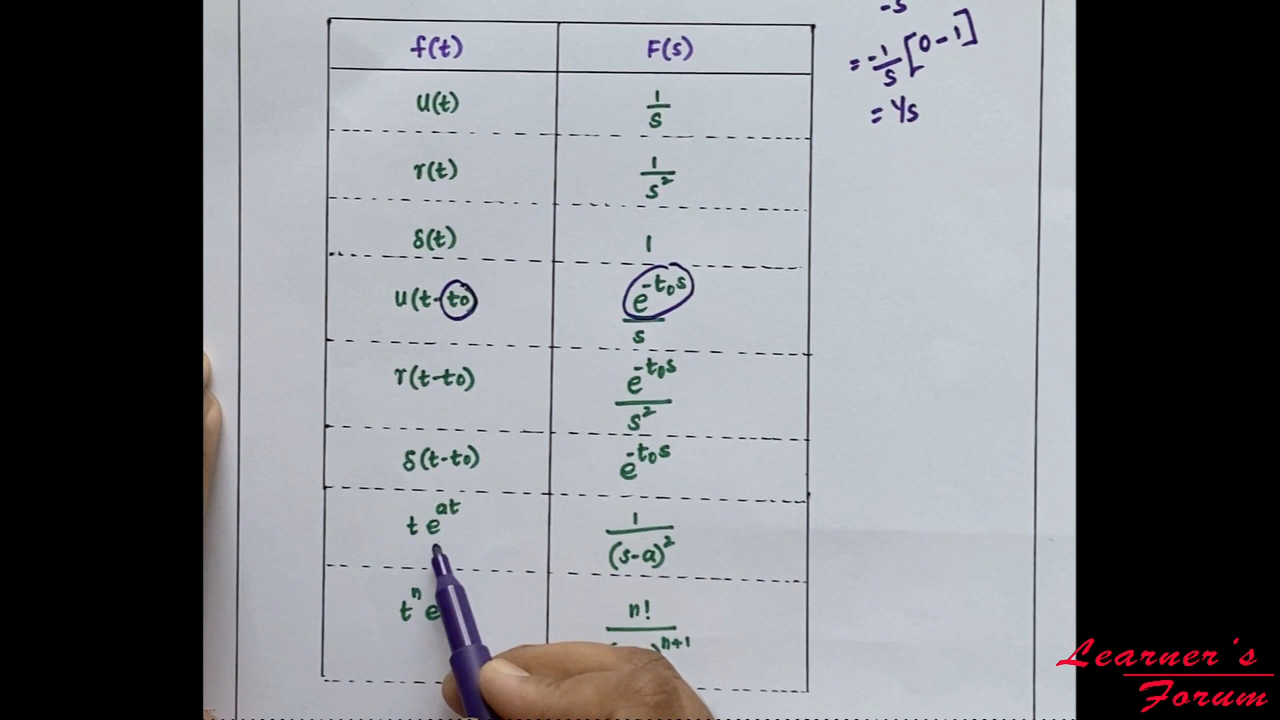 -s
= -1/s [0-1]
= 1/s
f(t) F(s)
u(t) 1/s
r(t) 1/s²
δ(t) 1
u(t-t₀ e^{-t₀s}/s
r(t-t₀) e^{-t₀s}/s²
δ(t-t₀) e^{-t₀s}
t e^{at} 1/(s-a)²
tⁿ e n!/ n+1
Learner's
Forum